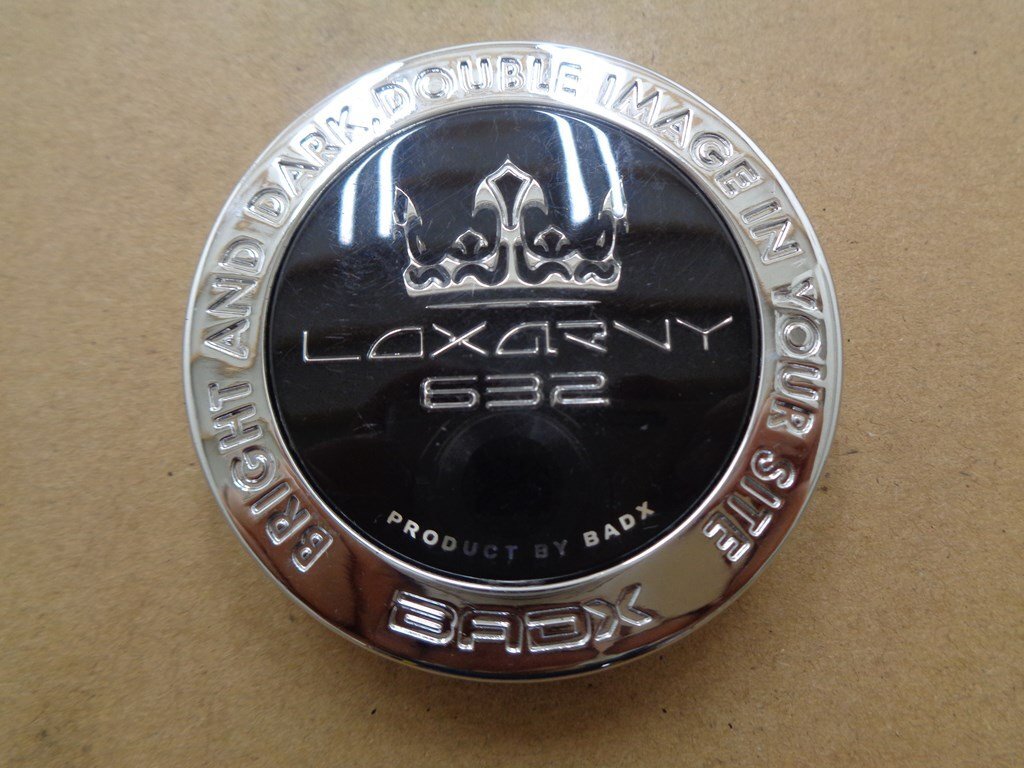 BRIGHT AND DARK, DOUBLE IMAGE IN YOUR SITE
LOXARNY
632
PRODUCT BY BADX
BADX